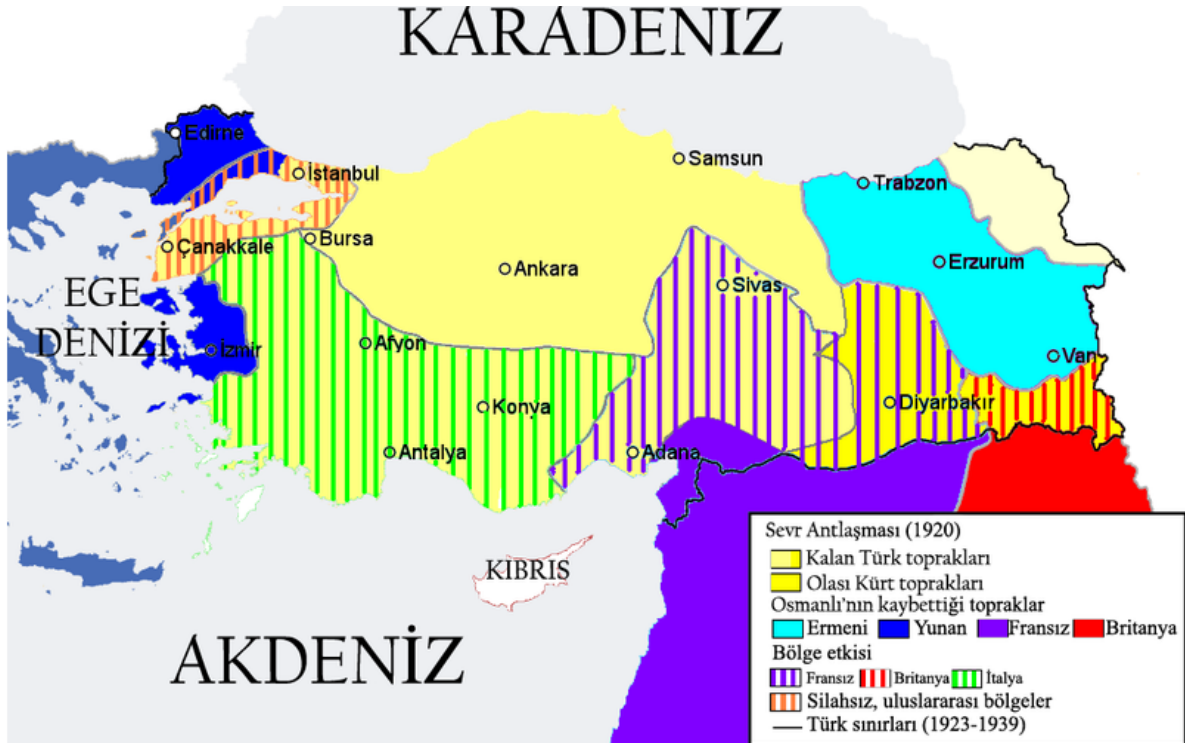 KARADENİZ
Edirne
İstanbul
Samsun
Trabzon
Çanakkale
Bursa
Ankara
Erzurum
Sivas
EGE
DENİZİ
İzmir
Afyon
Van
Konya
Diyarbakır
Antalya
Adana
KIBRIS
AKDENİZ
Sevr Antlaşması (1920)
Kalan Türk toprakları
Olası Kürt toprakları
Osmanlı'nın kaybettiği topraklar
Ermeni Yunan Fransız Britanya
Bölge etkisi
Fransız Britanya İtalya
Silahsız, uluslararası bölgeler
Türk sınırları (1923-1939)